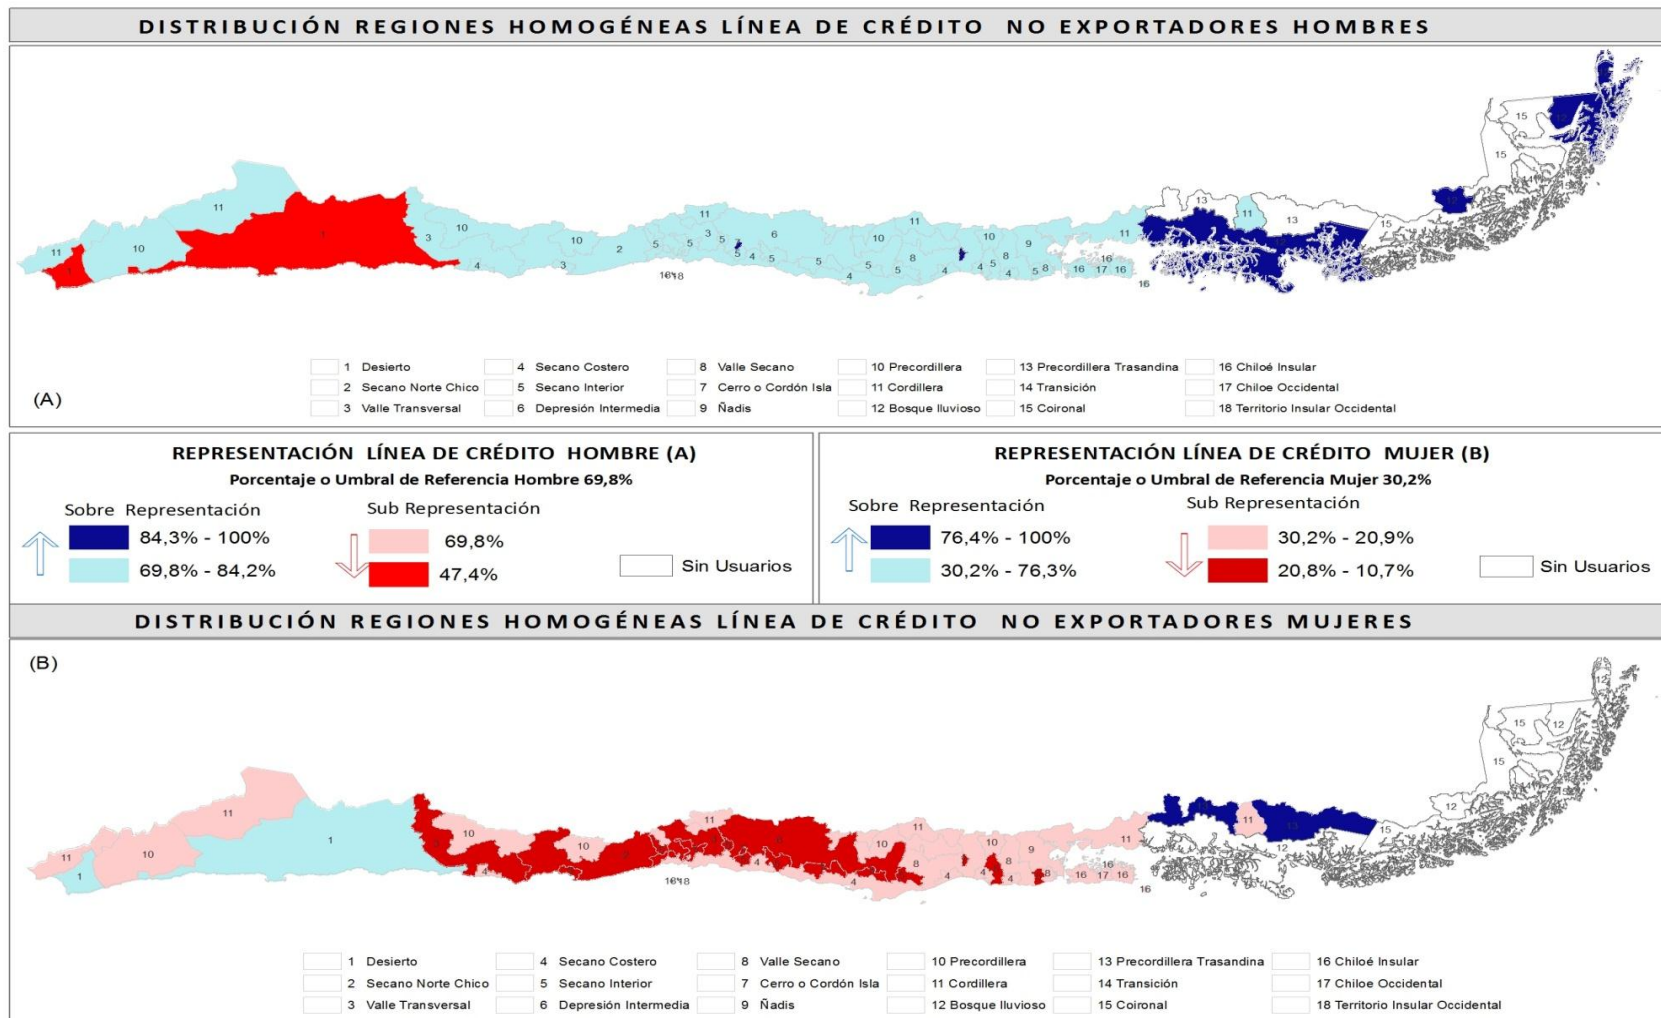 DISTRIBUCIÓN REGIONES HOMOGÉNEAS LÍNEA DE CRÉDITO NO EXPORTADORES HOMBRES
(A)
1 Desierto
2 Secano Norte Chico
3 Valle Transversal
4 Secano Costero
5 Secano Interior
6 Depresión Intermedia
8 Valle Secano
7 Cerro o Cordón Isla
9 Ñadis
10 Precordillera
11 Cordillera
12 Bosque lluvioso
13 Precordillera Trasandina
14 Transición
15 Coironal
16 Chiloé Insular
17 Chiloe Occidental
18 Territorio Insular Occidental
REPRESENTACIÓN LÍNEA DE CRÉDITO HOMBRE (A)
Porcentaje o Umbral de Referencia Hombre 69,8%
Sobre Representación
84,3% - 100%
69,8% - 84,2%
Sub Representación
69,8%
47,4%
Sin Usuarios
REPRESENTACIÓN LÍNEA DE CRÉDITO MUJER (B)
Porcentaje o Umbral de Referencia Mujer 30,2%
Sobre Representación
76,4% - 100%
30,2% - 76,3%
Sub Representación
30,2% - 20,9%
20,8% - 10,7%
Sin Usuarios
DISTRIBUCIÓN REGIONES HOMOGÉNEAS LÍNEA DE CRÉDITO NO EXPORTADORES MUJERES
(B)
1 Desierto
2 Secano Norte Chico
3 Valle Transversal
4 Secano Costero
5 Secano Interior
6 Depresión Intermedia
8 Valle Secano
7 Cerro o Cordón Isla
9 Ñadis
10 Precordillera
11 Cordillera
12 Bosque lluvioso
13 Precordillera Trasandina
14 Transición
15 Coironal
16 Chiloé Insular
17 Chiloe Occidental
18 Territorio Insular Occidental